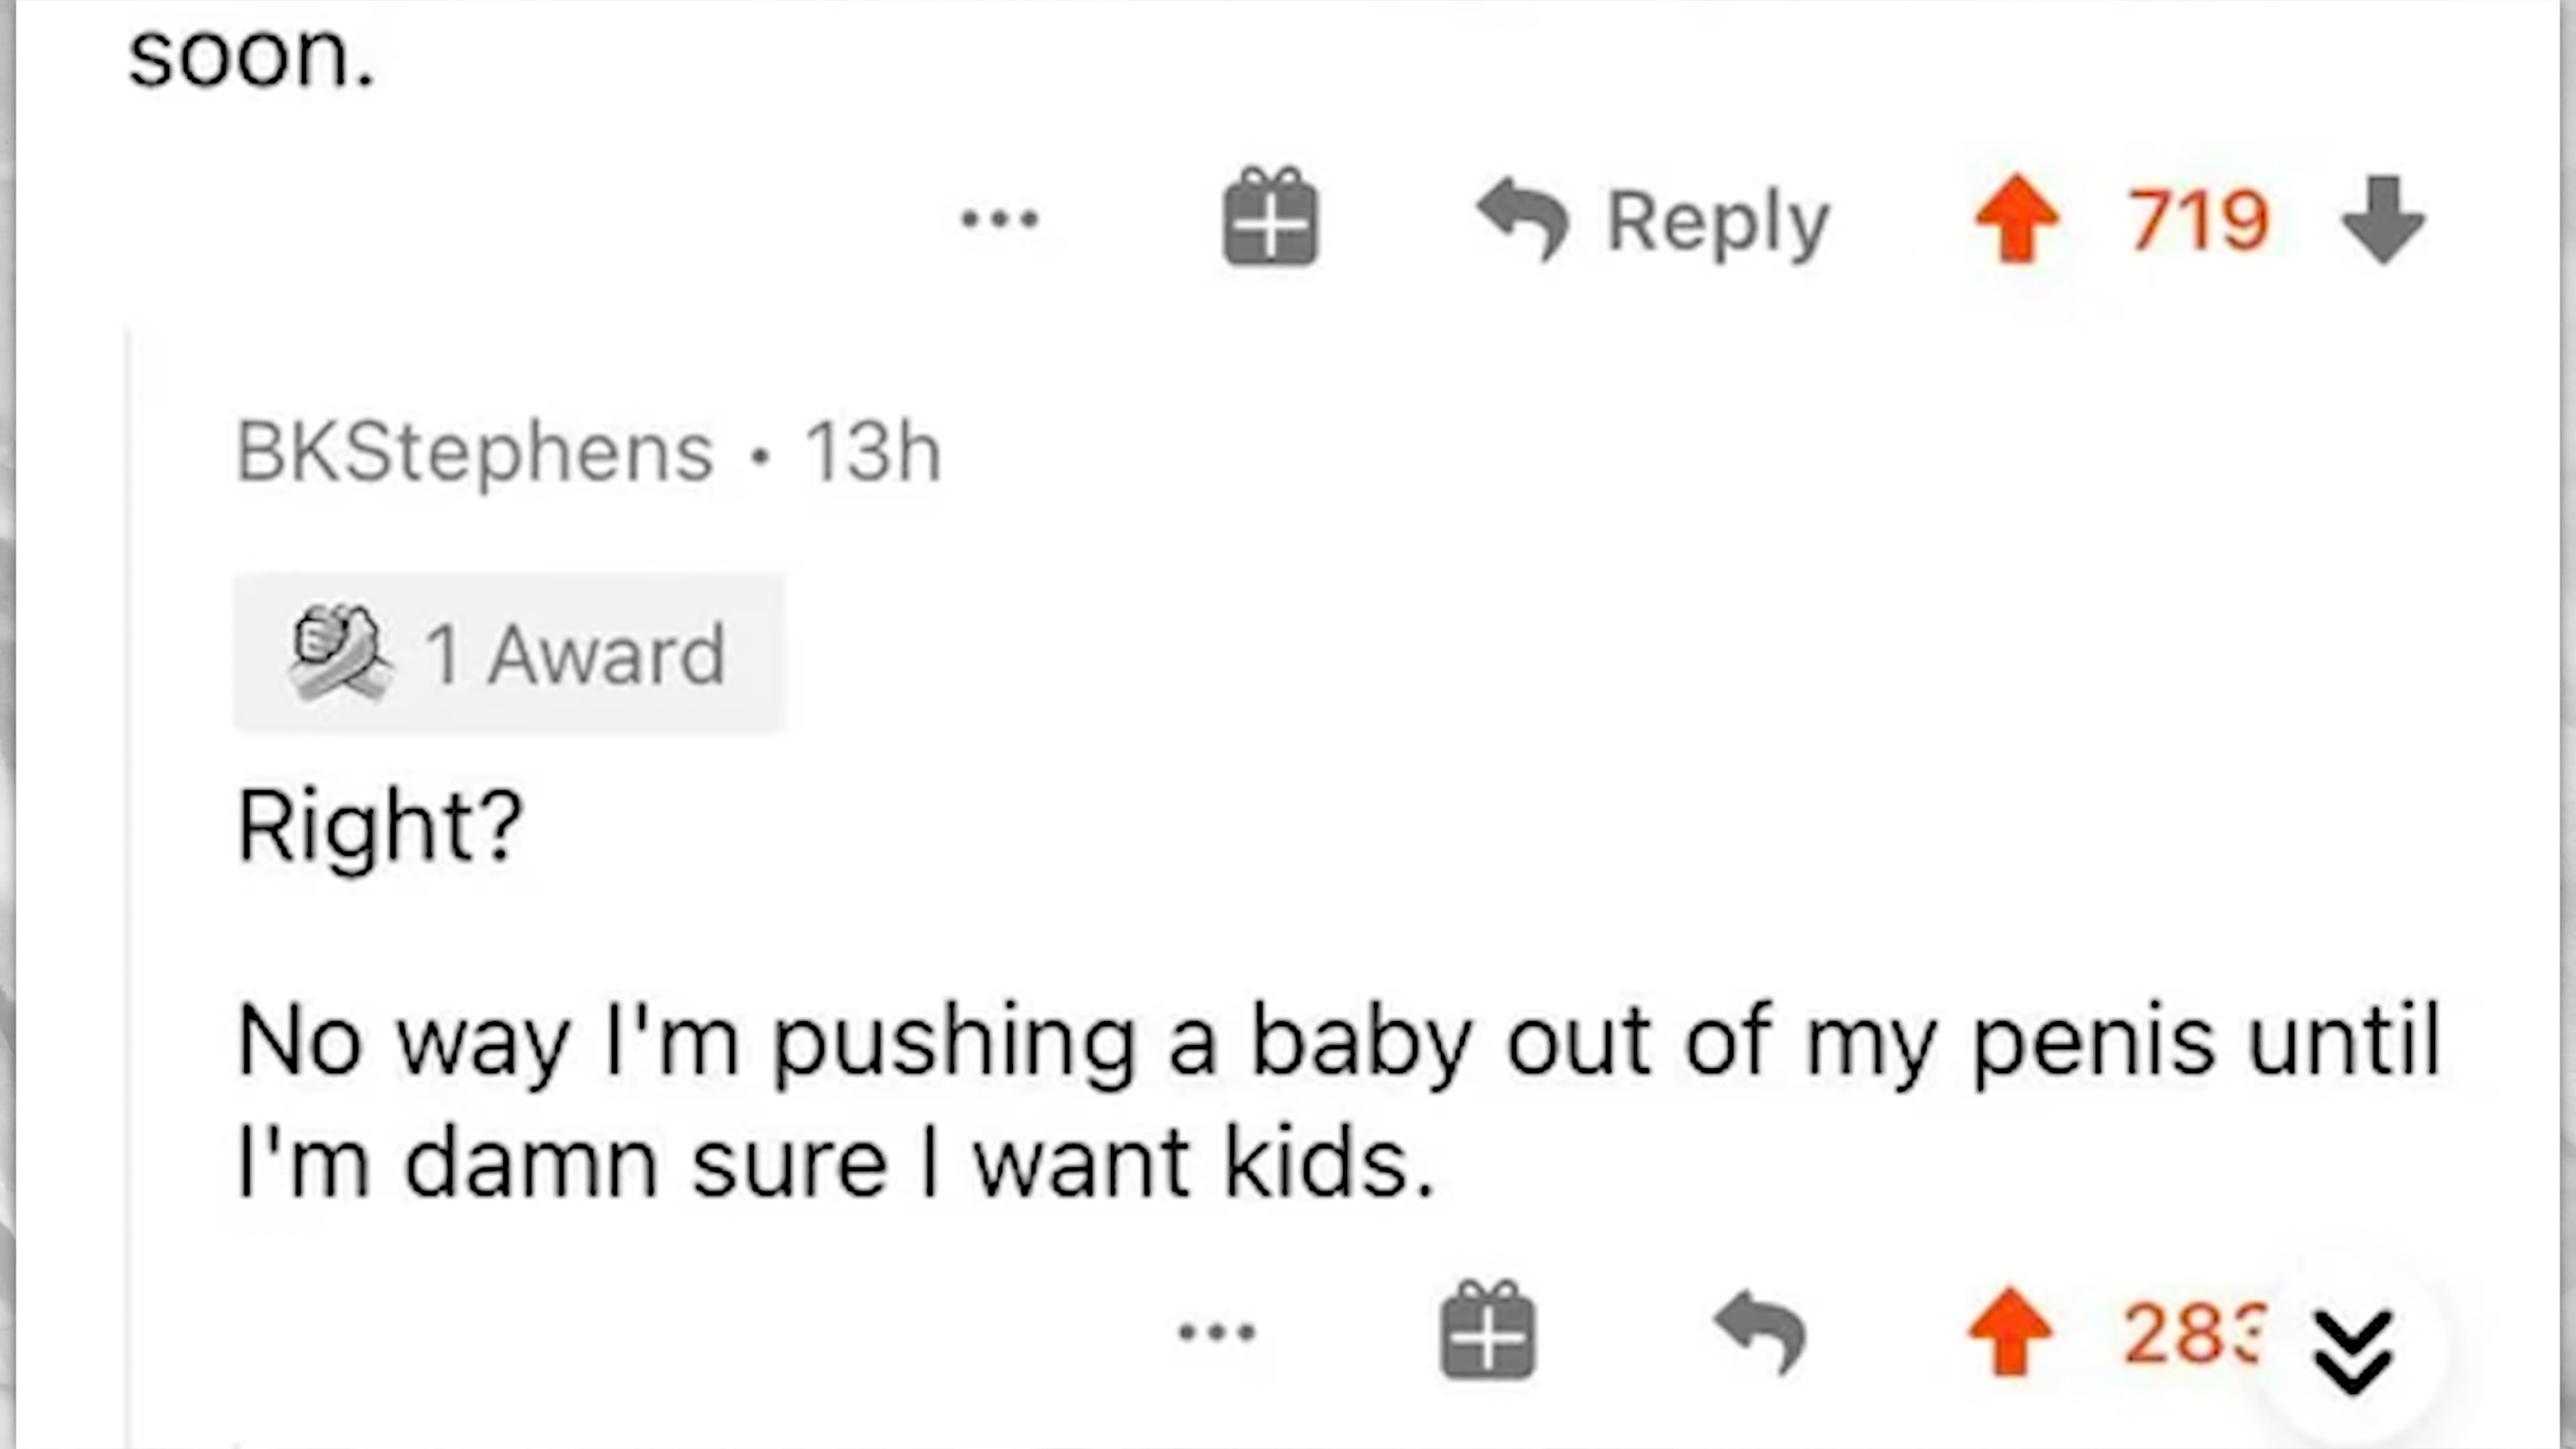 soon.
... Reply 719
BKStephens • 13h
1 Award
Right?
No way I'm pushing a baby out of my penis until
I'm damn sure I want kids.
... 283